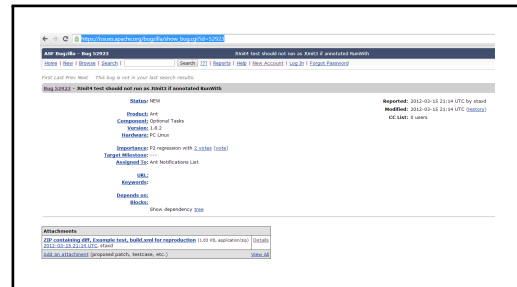 https://issues.apache.org/bugzilla/show_bug.cgi?id=52923
ASF Bugzilla – Bug 52923 JUnit4 test should not run as JUnit3 if annotated RunWith
Home | New | Browse | Search | Search [?] | Reports | Help | New Account | Log In | Forgot Password
First Last Prev Next This bug is not in your last search results.
Bug 52923 - JUnit4 test should not run as JUnit3 if annotated RunWith
Status: NEW Reported: 2012-03-15 21:14 UTC by staxd
Modified: 2012-03-15 21:14 UTC (History)
Product: Ant CC List: 0 users
Component: Optional Tasks
Version: 1.8.2
Hardware: PC Linux
Importance: P2 regression with 2 votes (vote)
Target Milestone: ---
Assigned To: Ant Notifications List
URL:
Keywords:
Depends on:
Blocks:
Show dependency tree
Attachments
ZIP containing diff, Example test, build.xml for reproduction (1.83 KB, application/zip) Details
2012-03-15 21:14 UTC, staxd
Add an attachment (proposed patch, testcase, etc.) View All